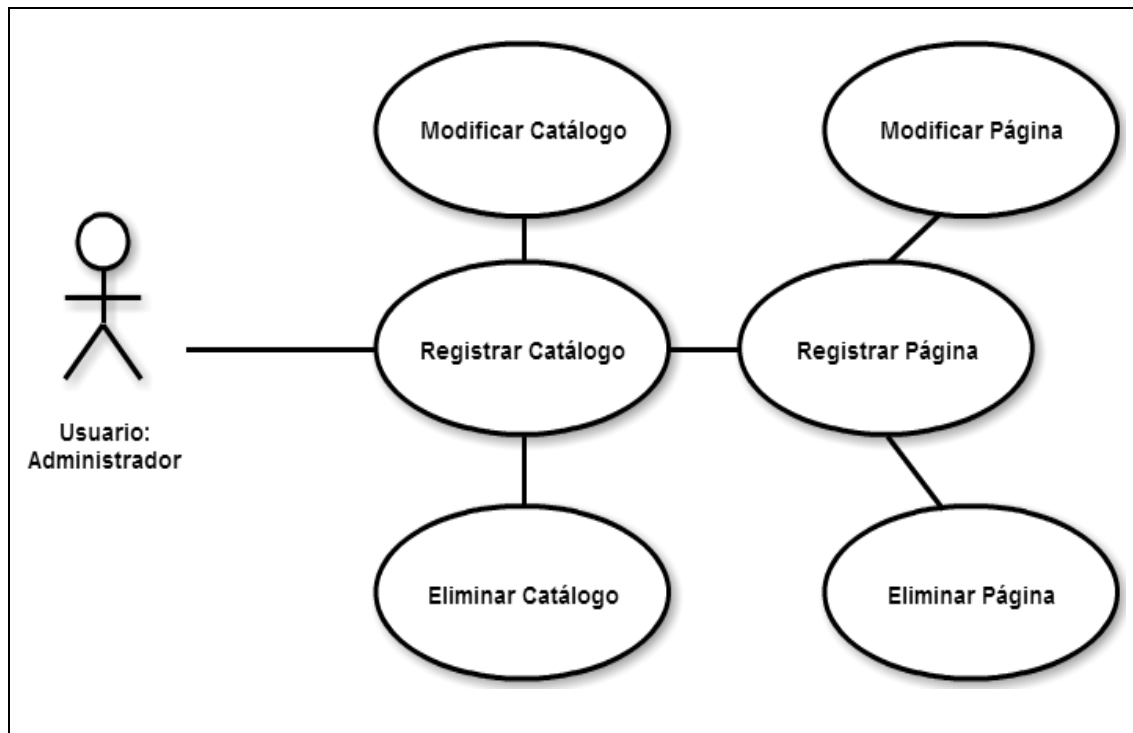 Modificar Catálogo
Modificar Página
Registrar Catálogo
Registrar Página
Usuario:
Administrador
Eliminar Catálogo
Eliminar Página